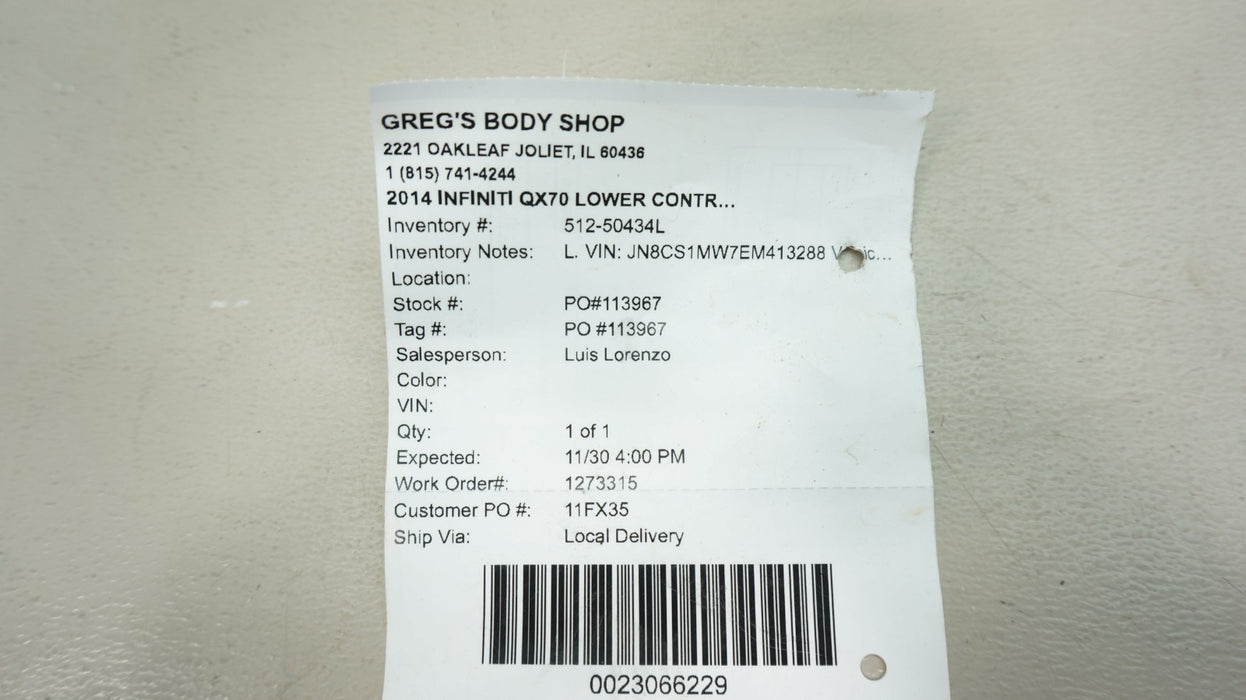 GREG'S BODY SHOP
2221 OAKLEAF JOLIET, IL 60436
1 (815) 741-4244
2014 INFINITI QX70 LOWER CONTR...
Inventory #: 512-50434L
Inventory Notes: L. VIN: JN8CS1MW7EM413288
Location:
Stock #: PO#113967
Tag #: PO #113967
Salesperson: Luis Lorenzo
Color:
VIN:
Qty: 1 of 1
Expected: 11/30 4:00 PM
Work Order#: 1273315
Customer PO #: 11FX35
Ship Via: Local Delivery
0023066229